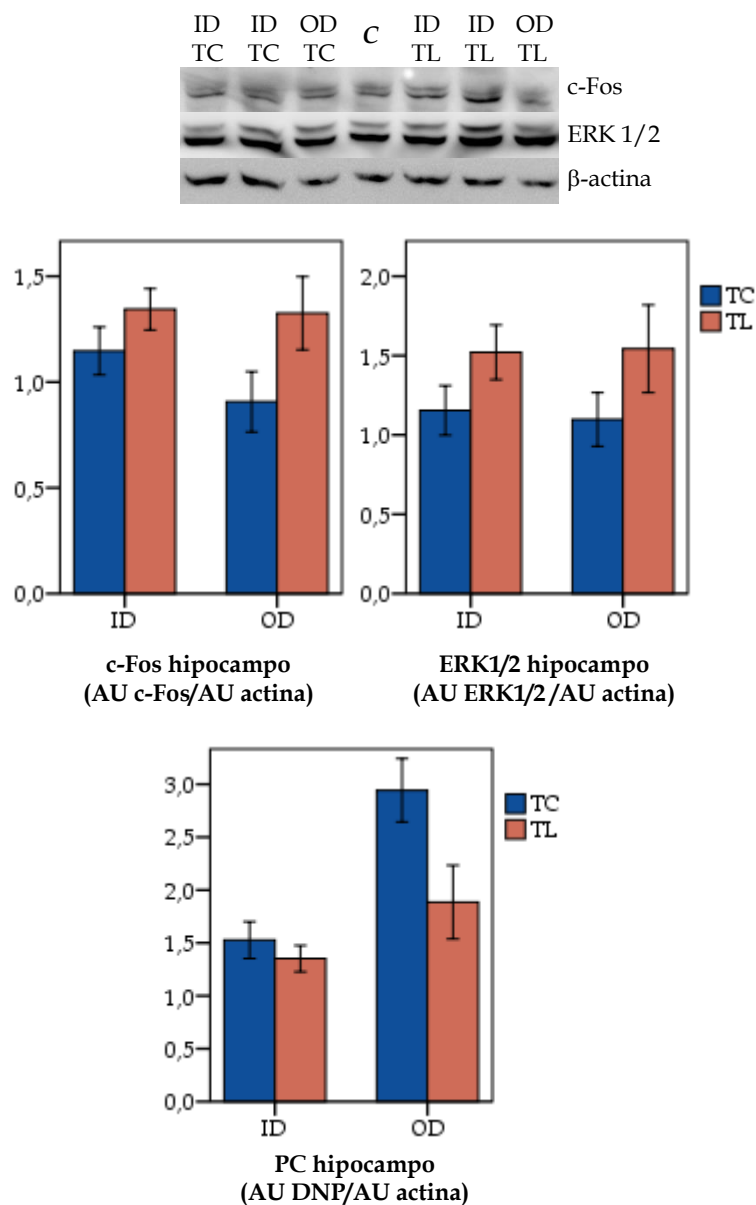 ID ID OD C ID ID OD
TC TC TC TL TL TL
c-Fos
ERK 1/2
β-actina
1,5
1,0
0,5
0,0
ID OD
c-Fos hipocampo
(AU c-Fos/AU actina)
2,0
1,5
1,0
0,5
0,0
ID OD
ERK1/2 hipocampo
(AU ERK1/2/AU actina)
TC
TL
3,0
2,5
2,0
1,5
1,0
0,5
0,0
ID OD
TC
TL
PC hipocampo
(AU DNP/AU actina)